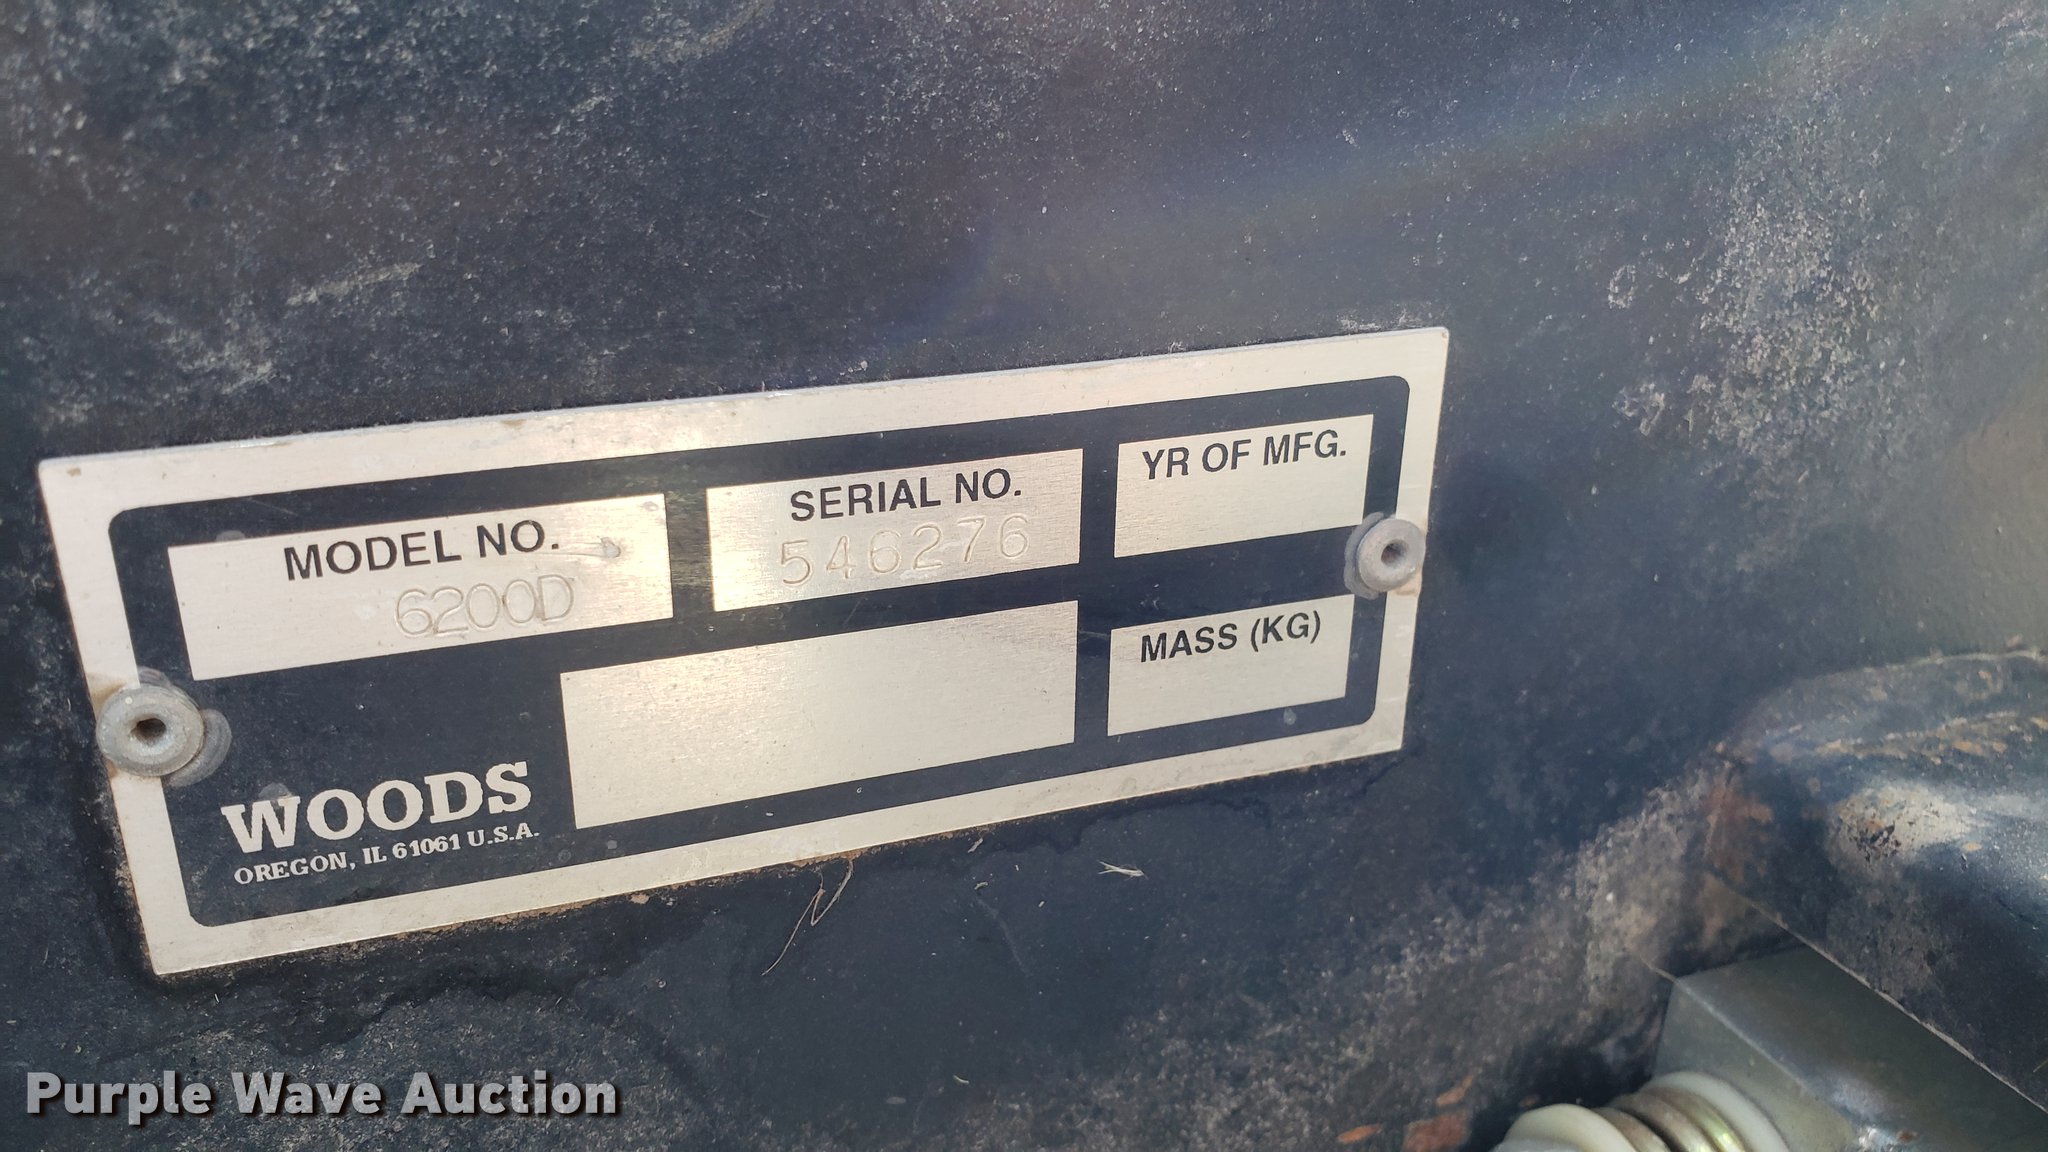 MODEL NO.
6200D
SERIAL NO.
546276
YR OF MFG.
MASS (KG)
WOODS
OREGON, IL 61061 U.S.A.
Purple Wave Auction